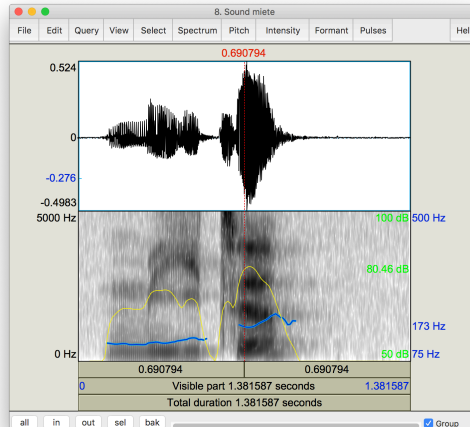 8. Sound miete
File Edit Query View Select Spectrum Pitch Intensity Formant Pulses Hel
0.690794
0.524
0
-0.276
-0.4983
5000 Hz 100 dB 500 Hz
80.46 dB
173 Hz
0 Hz 50 dB 75 Hz
0.690794 0.690794
0 Visible part 1.381587 seconds 1.381587
Total duration 1.381587 seconds
all in out sel bak Group